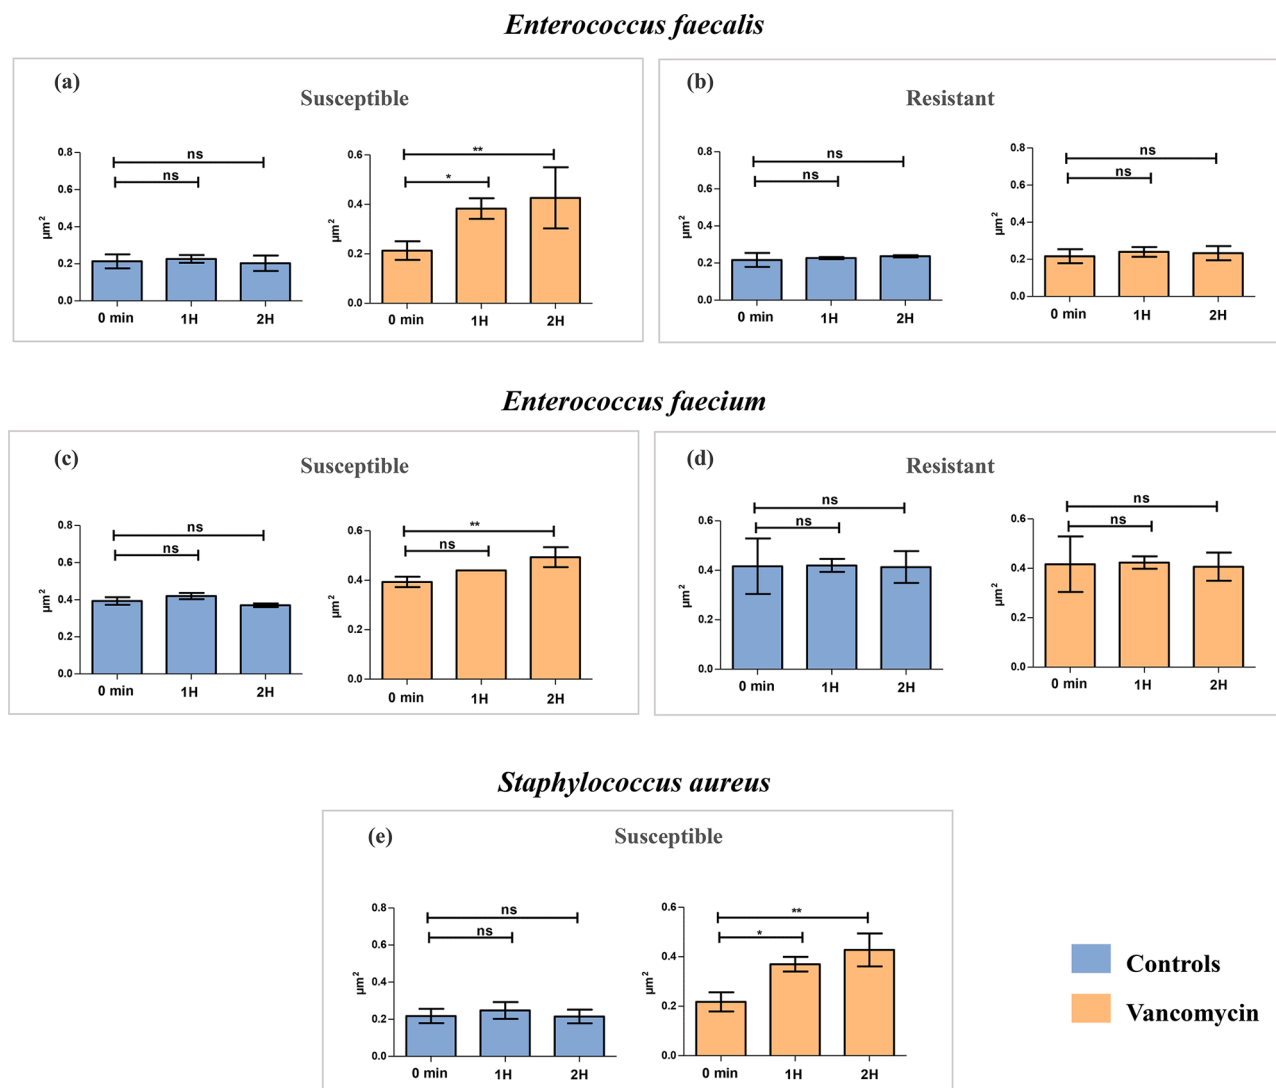 Enterococcus faecalis
(a)
Susceptible
µm²
0.8
0.6
0.4
0.2
0.0
ns
ns
0 min 1H 2H
µm²
0.6
0.4
0.2
0.0
**
*
0 min 1H 2H
(b)
Resistant
µm²
0.8
0.6
0.4
0.2
0.0
ns
ns
0 min 1H 2H
µm²
0.8
0.6
0.4
0.2
0.0
ns
ns
0 min 1H 2H
Enterococcus faecium
(c)
Susceptible
µm²
0.8
0.6
0.4
0.2
0.0
ns
ns
0 min 1H 2H
µm²
0.6
0.4
0.2
0.0
**
ns
0 min 1H 2H
(d)
Resistant
µm²
0.6
0.4
0.2
0.0
ns
ns
0 min 1H 2H
µm²
0.6
0.4
0.2
0.0
ns
ns
0 min 1H 2H
Staphylococcus aureus
(e)
Susceptible
µm²
0.8
0.6
0.4
0.2
0.0
ns
ns
0 min 1H 2H
µm²
0.6
0.4
0.2
0.0
**
*
0 min 1H 2H
Controls
Vancomycin